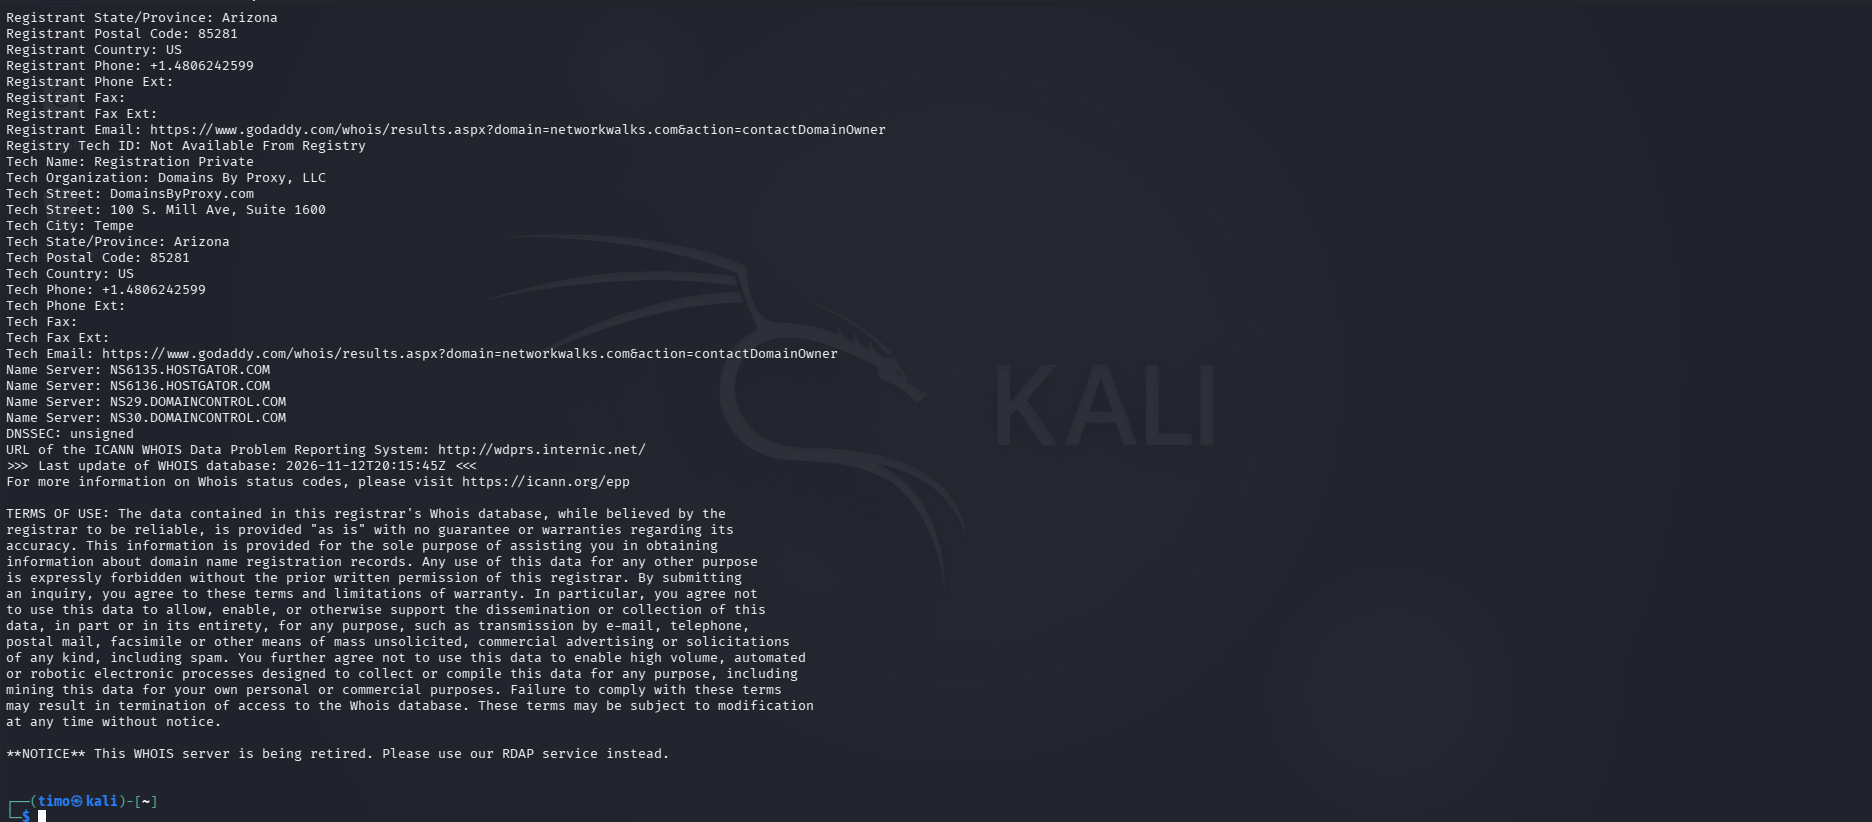 Registrant State/Province: Arizona
Registrant Postal Code: 85281
Registrant Country: US
Registrant Phone: +1.4806242599
Registrant Phone Ext:
Registrant Fax:
Registrant Fax Ext:
Registrant Email: https://www.godaddy.com/whois/results.aspx?domain=networkwalks.com&action=contactDomainOwner
Registry Tech ID: Not Available From Registry
Tech Name: Registration Private
Tech Organization: Domains By Proxy, LLC
Tech Street: DomainsByProxy.com
Tech Street: 100 S. Mill Ave, Suite 1600
Tech City: Tempe
Tech State/Province: Arizona
Tech Postal Code: 85281
Tech Country: US
Tech Phone: +1.4806242599
Tech Phone Ext:
Tech Fax:
Tech Fax Ext:
Tech Email: https://www.godaddy.com/whois/results.aspx?domain=networkwalks.com&action=contactDomainOwner
Name Server: NS6135.HOSTGATOR.COM
Name Server: NS6136.HOSTGATOR.COM
Name Server: NS29.DOMAINCONTROL.COM
Name Server: NS30.DOMAINCONTROL.COM
DNSSEC: unsigned
URL of the ICANN WHOIS Data Problem Reporting System: http://wdprs.internic.net/
>>> Last update of WHOIS database: 2026-11-12T20:15:45Z <<<
For more information on Whois status codes, please visit https://icann.org/epp
TERMS OF USE: The data contained in this registrar's Whois database, while believed by the
registrar to be reliable, is provided "as is" with no guarantee or warranties regarding its
accuracy. This information is provided for the sole purpose of assisting you in obtaining
information about domain name registration records. Any use of this data for any other purpose
is expressly forbidden without the prior written permission of this registrar. By submitting
an inquiry, you agree to these terms and limitations of warranty. In particular, you agree not
to use this data to allow, enable, or otherwise support the dissemination or collection of this
data, in part or in its entirety, for any purpose, such as transmission by e-mail, telephone,
postal mail, facsimile or other means of mass unsolicited, commercial advertising or solicitations
of any kind, including spam. You further agree not to use this data to enable high volume, automated
or robotic electronic processes designed to collect or compile this data for any purpose, including
mining this data for your own personal or commercial purposes. Failure to comply with these terms
may result in termination of access to the Whois database. These terms may be subject to modification
at any time without notice.
**NOTICE** This WHOIS server is being retired. Please use our RDAP service instead.
┌──(timo㉿kali)-[~]
└─$
KALI